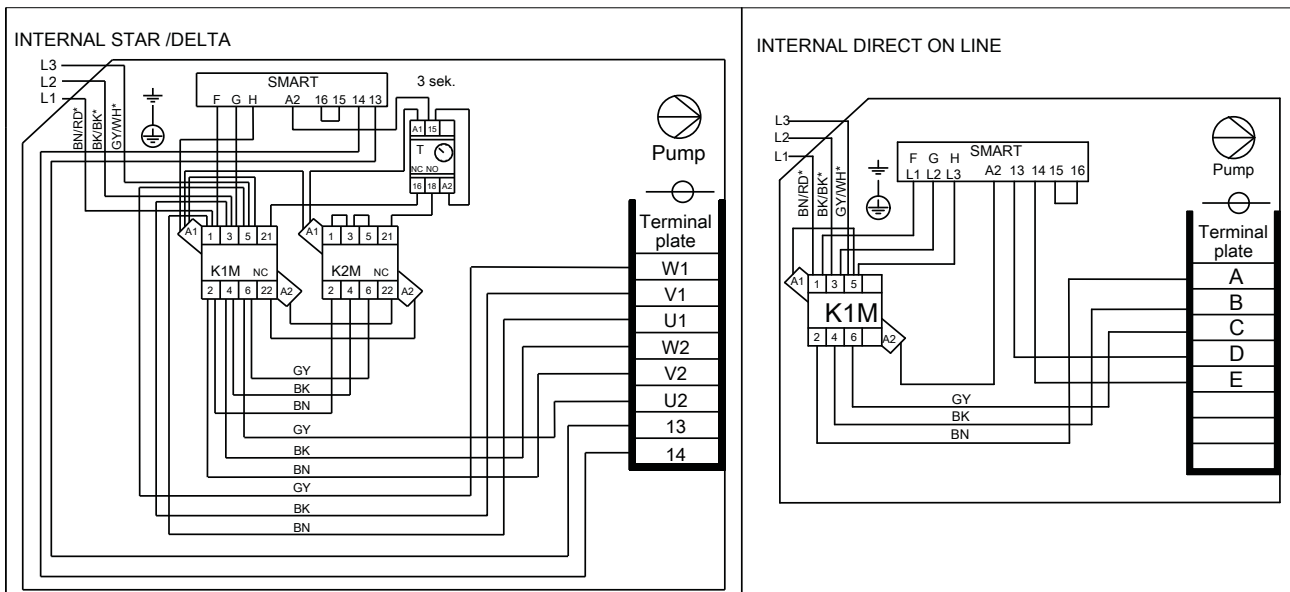 INTERNAL STAR /DELTA
L3
L2
L1
BN/RD*
BK/BK*
GY/WH*
SMART
F G H A2 16 15 14 13
3 sek.
A1 15
T
NC NO
16 18 A2
Pump
Terminal
plate
W1
V1
U1
W2
V2
U2
13
14
A1
1 3 5 21
K1M NC
2 4 6 22
A2
A1
1 3 5 21
K2M NC
2 4 6 22
A2
GY
BK
BN
GY
BK
BN
GY
BK
BN
INTERNAL DIRECT ON LINE
L3
L2
L1
BN/RD*
BK/BK*
GY/WH*
SMART
F G H
L1 L2 L3 A2 13 14 15 16
Pump
Terminal
plate
A
B
C
D
E
A1
1 3 5
K1M
2 4 6
A2
GY
BK
BN